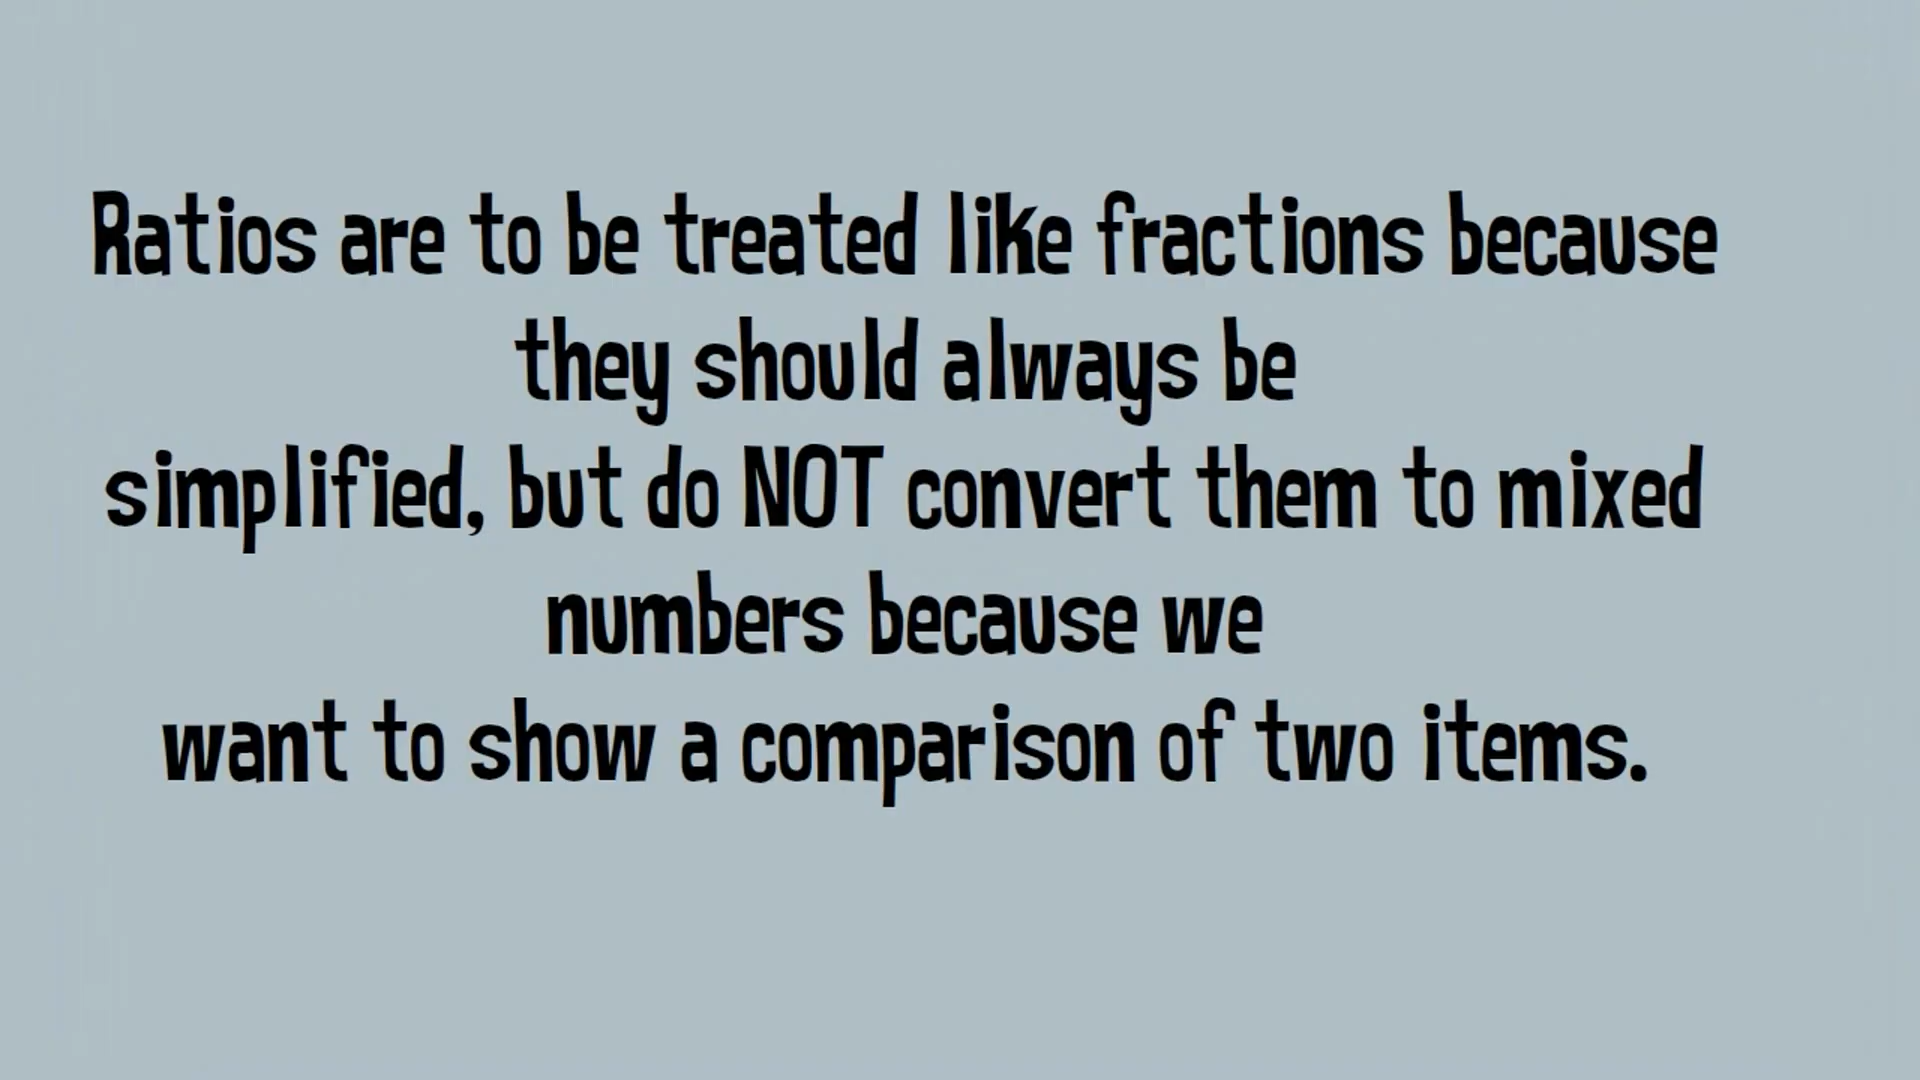 Ratios are to be treated like fractions because
they should always be
simplified, but do NOT convert them to mixed
numbers because we
want to show a comparison of two items.